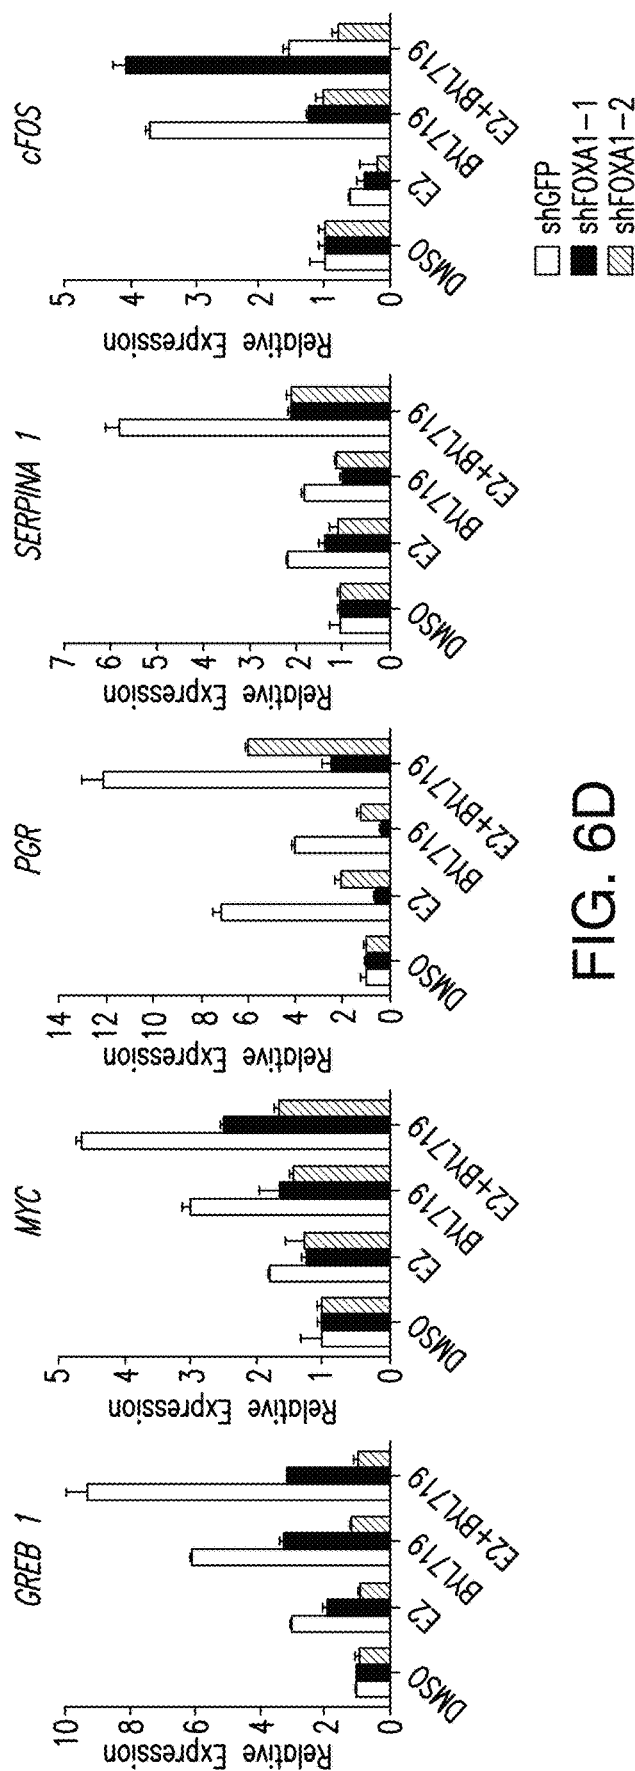 GREB 1
Relative Expression
10
8
6
4
2
0
DMSO
E2
BYL719
E2+BYL719
MYC
Relative Expression
5
4
3
2
1
0
DMSO
E2
BYL719
E2+BYL719
PGR
Relative Expression
14
12
10
8
6
4
2
0
DMSO
E2
BYL719
E2+BYL719
SERPINA 1
Relative Expression
7
6
5
4
3
2
1
0
DMSO
E2
BYL719
E2+BYL719
cFOS
Relative Expression
5
4
3
2
1
0
DMSO
E2
BYL719
E2+BYL719
shGFP
shFOXA1-1
shFOXA1-2
FIG. 6D